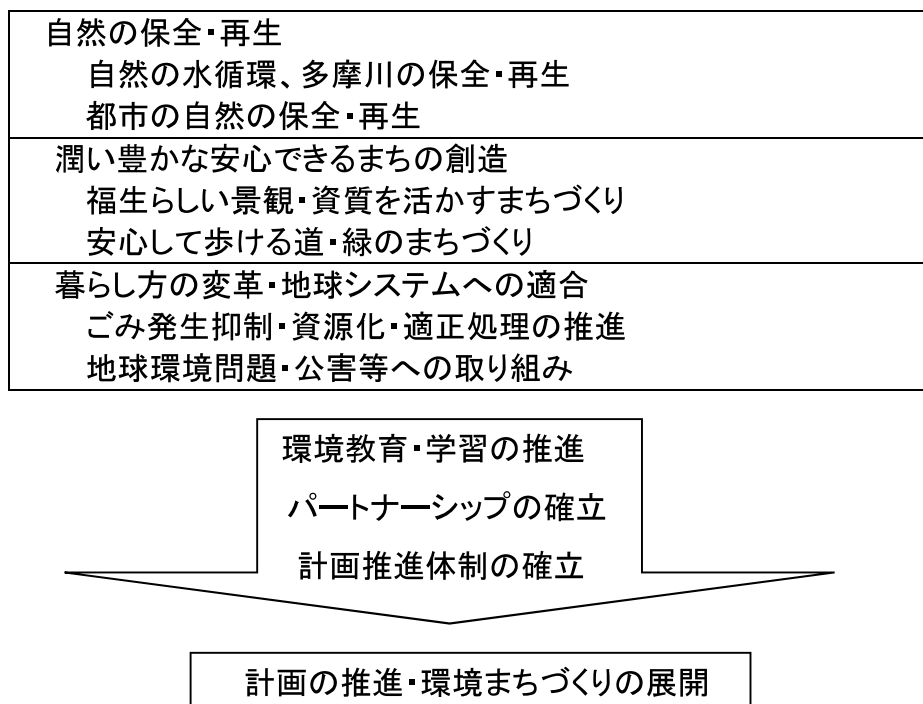 自然の保全・再生
自然の水循環、多摩川の保全・再生
都市の自然の保全・再生
潤い豊かな安心できるまちの創造
福生らしい景観・資質を活かすまちづくり
安心して歩ける道・緑のまちづくり
暮らし方の変革・地球システムへの適合
ごみ発生抑制・資源化・適正処理の推進
地球環境問題・公害等への取り組み
環境教育・学習の推進
パートナーシップの確立
計画推進体制の確立
計画の推進・環境まちづくりの展開